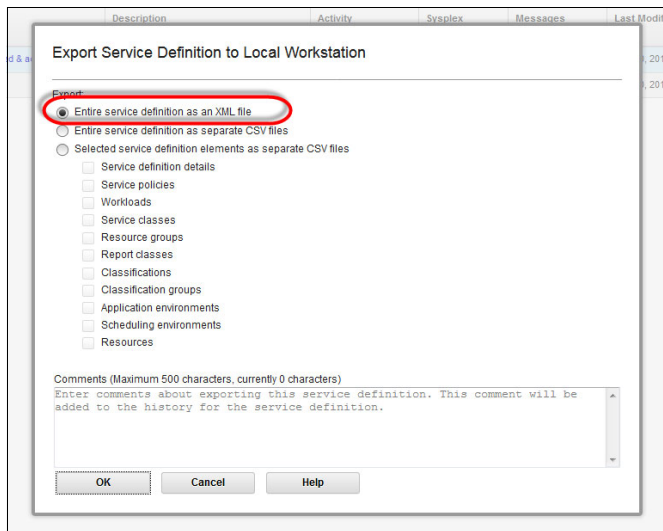 Description Activity Sysplex Messages Last Modif
Export Service Definition to Local Workstation
d & a
, 201
, 201
Export:
Entire service definition as an XML file
Entire service definition as separate CSV files
Selected service definition elements as separate CSV files
Service definition details
Service policies
Workloads
Service classes
Resource groups
Report classes
Classifications
Classification groups
Application environments
Scheduling environments
Resources
Comments (Maximum 500 characters, currently 0 characters)
Enter comments about exporting this service definition. This comment will be
added to the history for the service definition.
OK Cancel Help